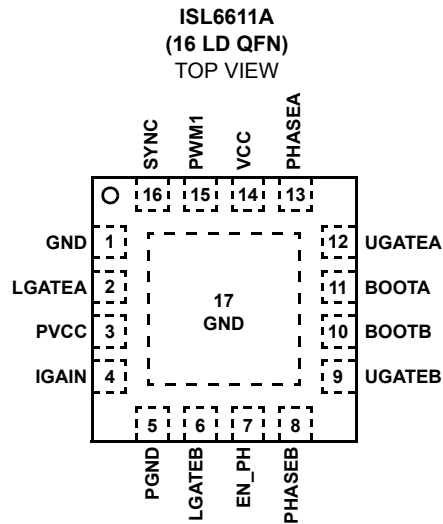 ISL6611A
(16 LD QFN)
TOP VIEW
SYNC
PWM1
VCC
PHASEA
16
15
14
13
GND 1
LGATEA 2
PVCC 3
IGAIN 4
17
GND
12 UGATEA
11 BOOTA
10 BOOTB
9 UGATEB
5
6
7
8
PGND
LGATEB
EN_PH
PHASEB